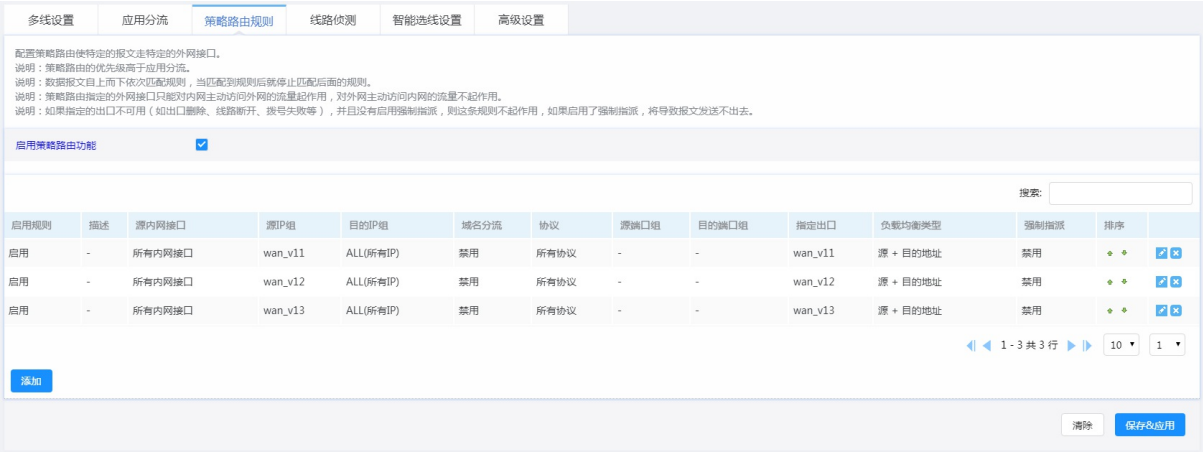 多线设置 应用分流 策略路由规则 线路侦测 智能选线设置 高级设置
配置策略路由使特定的报文走特定的外网接口。
说明：策略路由的优先级高于应用分流。
说明：数据报文自上而下依次匹配规则，当匹配到规则后就停止匹配后面的规则。
说明：策略路由指定的外网接口只能对内网主动访问外网的流量起作用，对外网主动访问内网的流量不起作用。
说明：如果指定的出口不可用（如出口删除、线路断开、拨号失败等），并且没有启用强制指派，则这条规则不起作用，如果启用了强制指派，将导致报文发送不出去。
启用策略路由功能
搜索:
启用规则 描述 源内网接口 源IP组 目的IP组 域名分流 协议 源端口组 目的端口组 指定出口 负载均衡类型 强制指派 排序
启用 - 所有内网接口 wan_v11 ALL(所有IP) 禁用 所有协议 - - wan_v11 源 + 目的地址 禁用
启用 - 所有内网接口 wan_v12 ALL(所有IP) 禁用 所有协议 - - wan_v12 源 + 目的地址 禁用
启用 - 所有内网接口 wan_v13 ALL(所有IP) 禁用 所有协议 - - wan_v13 源 + 目的地址 禁用
1 - 3 共 3 行 10 1
添加
清除 保存&应用